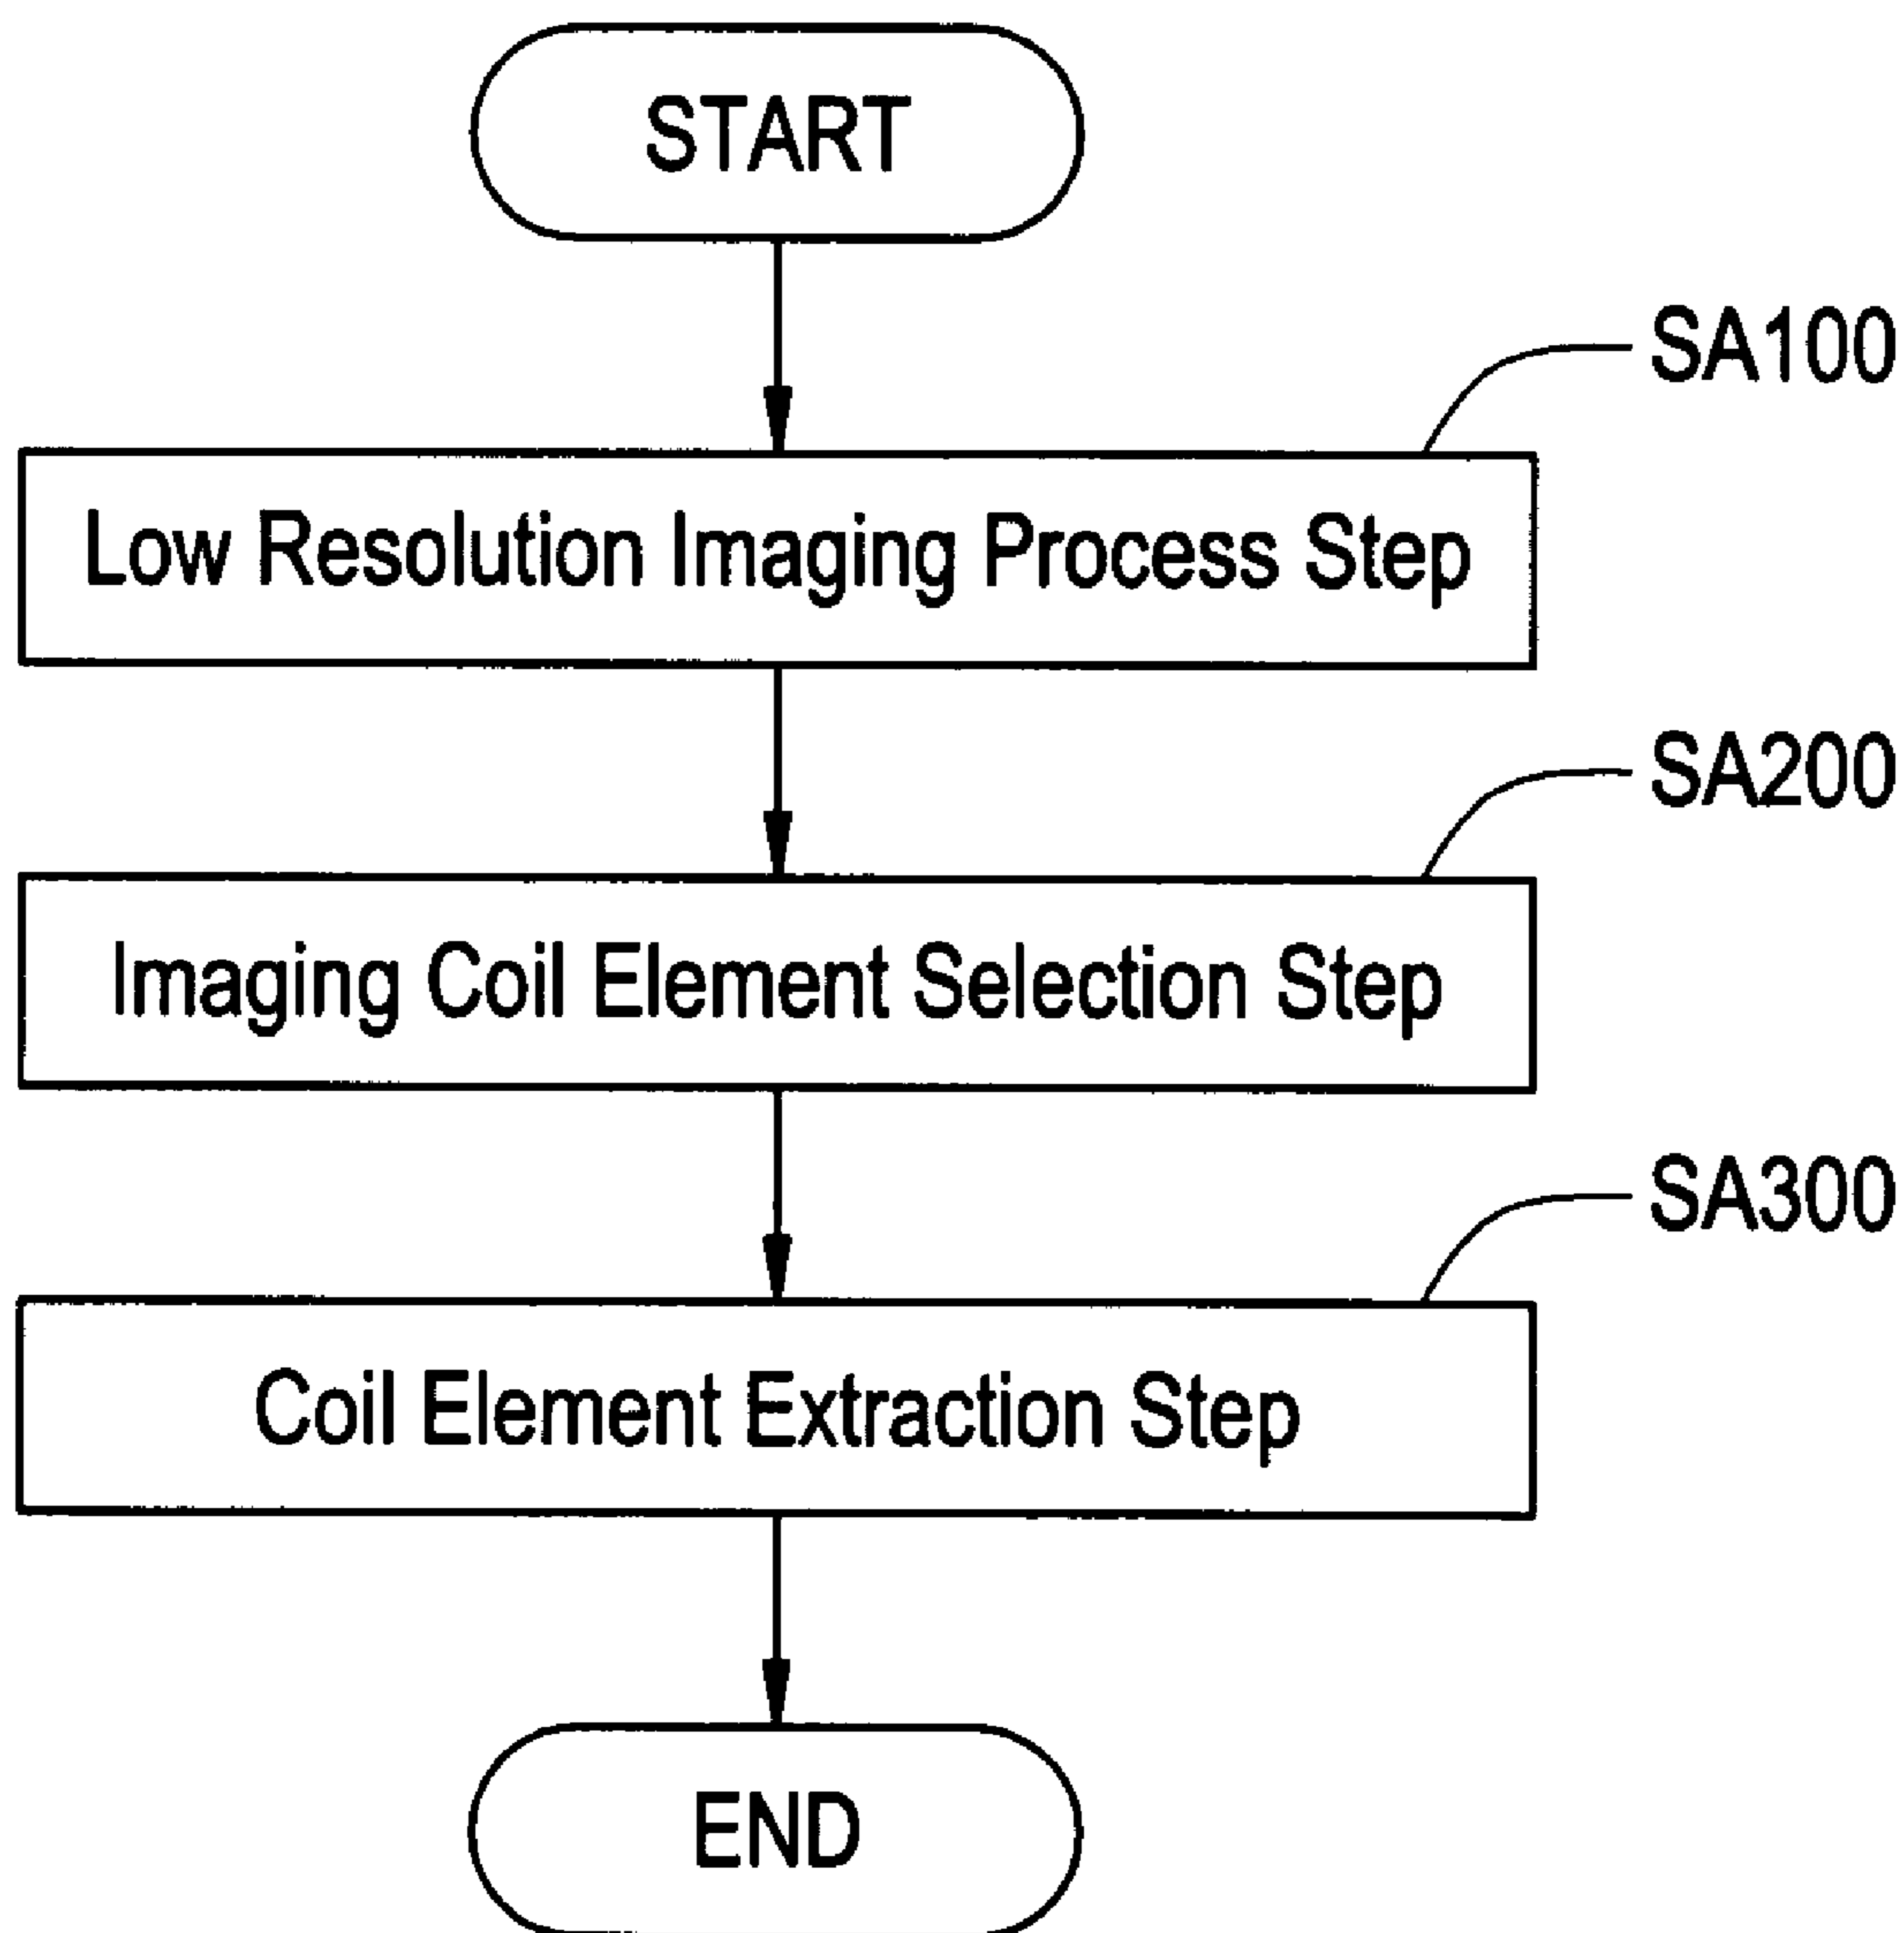 START
SA100
Low Resolution Imaging Process Step
SA200
Imaging Coil Element Selection Step
SA300
Coil Element Extraction Step
END